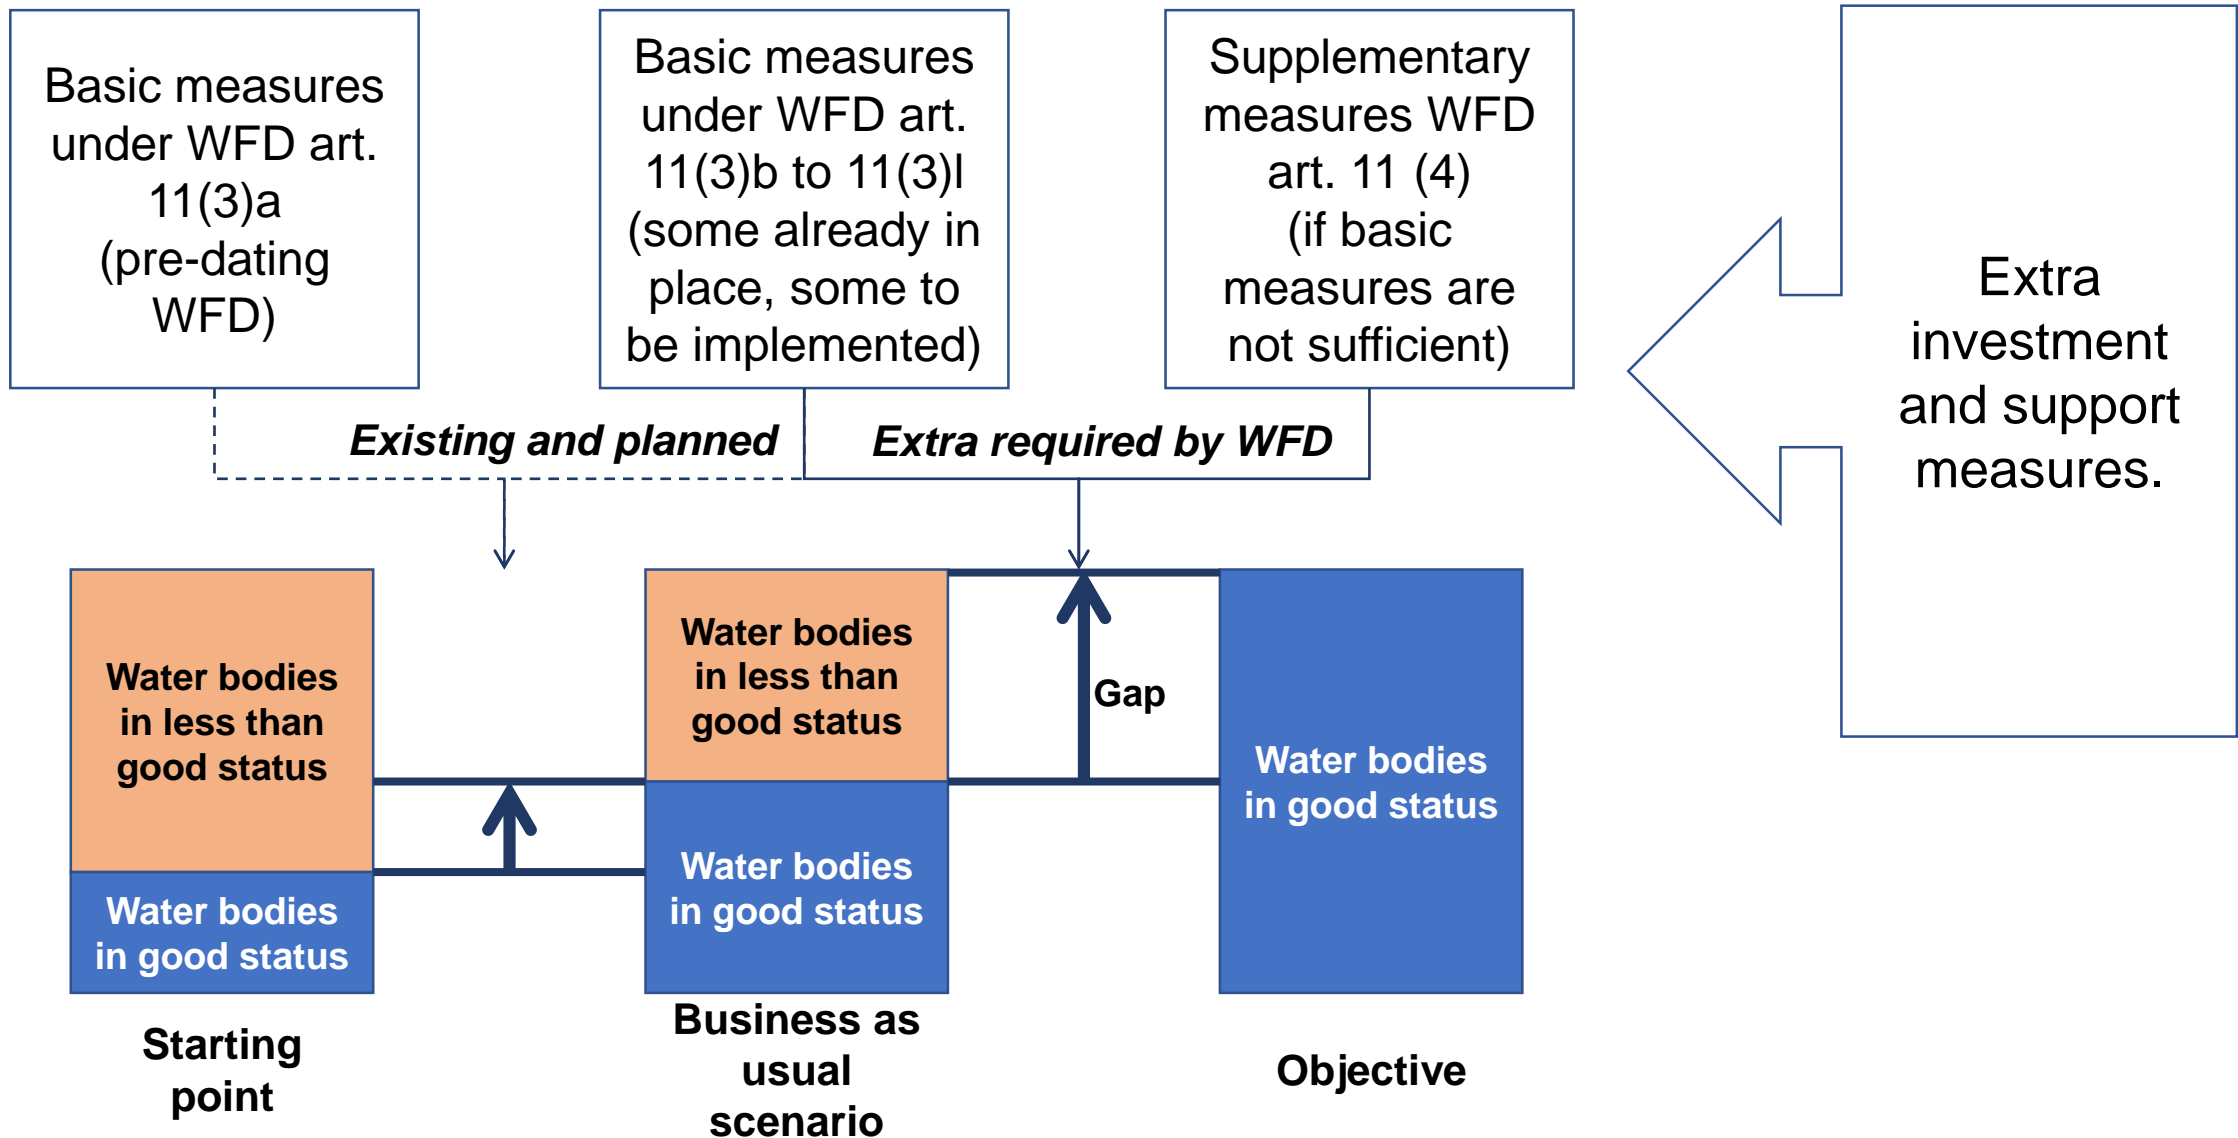 Basic measures
under WFD art.
11(3)a
(pre-dating
WFD)
Basic measures
under WFD art.
11(3)b to 11(3)l
(some already in
place, some to
be implemented)
Supplementary
measures WFD
art. 11 (4)
(if basic
measures are
not sufficient)
Extra
investment
and support
measures.
Existing and planned
Extra required by WFD
Water bodies
in less than
good status
Water bodies
in good status
Water bodies
in less than
good status
Water bodies
in good status
Gap
Water bodies
in good status
Starting
point
Business as
usual
scenario
Objective